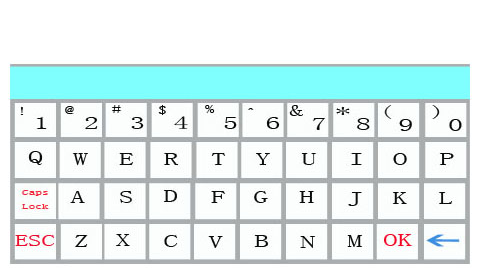 ! 1 @ 2 # 3 $ 4 % 5 ^ 6 & 7 * 8 ( 9 ) 0
Q W E R T Y U I O P
Caps Lock A S D F G H J K L
ESC Z X C V B N M OK ←